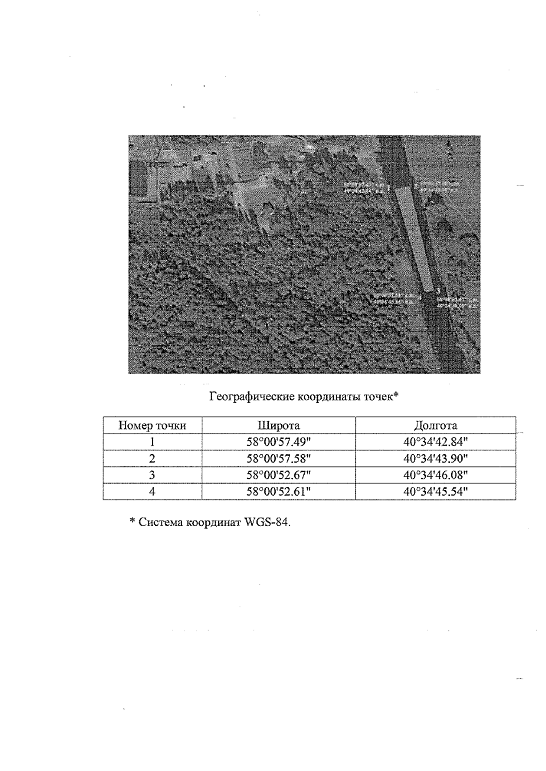 Географические координаты точек*
Номер точки Широта Долгота
1 58°00'57.49" 40°34'42.84"
2 58°00'57.58" 40°34'43.90"
3 58°00'52.67" 40°34'46.08"
4 58°00'52.61" 40°34'45.54"
* Система координат WGS-84.